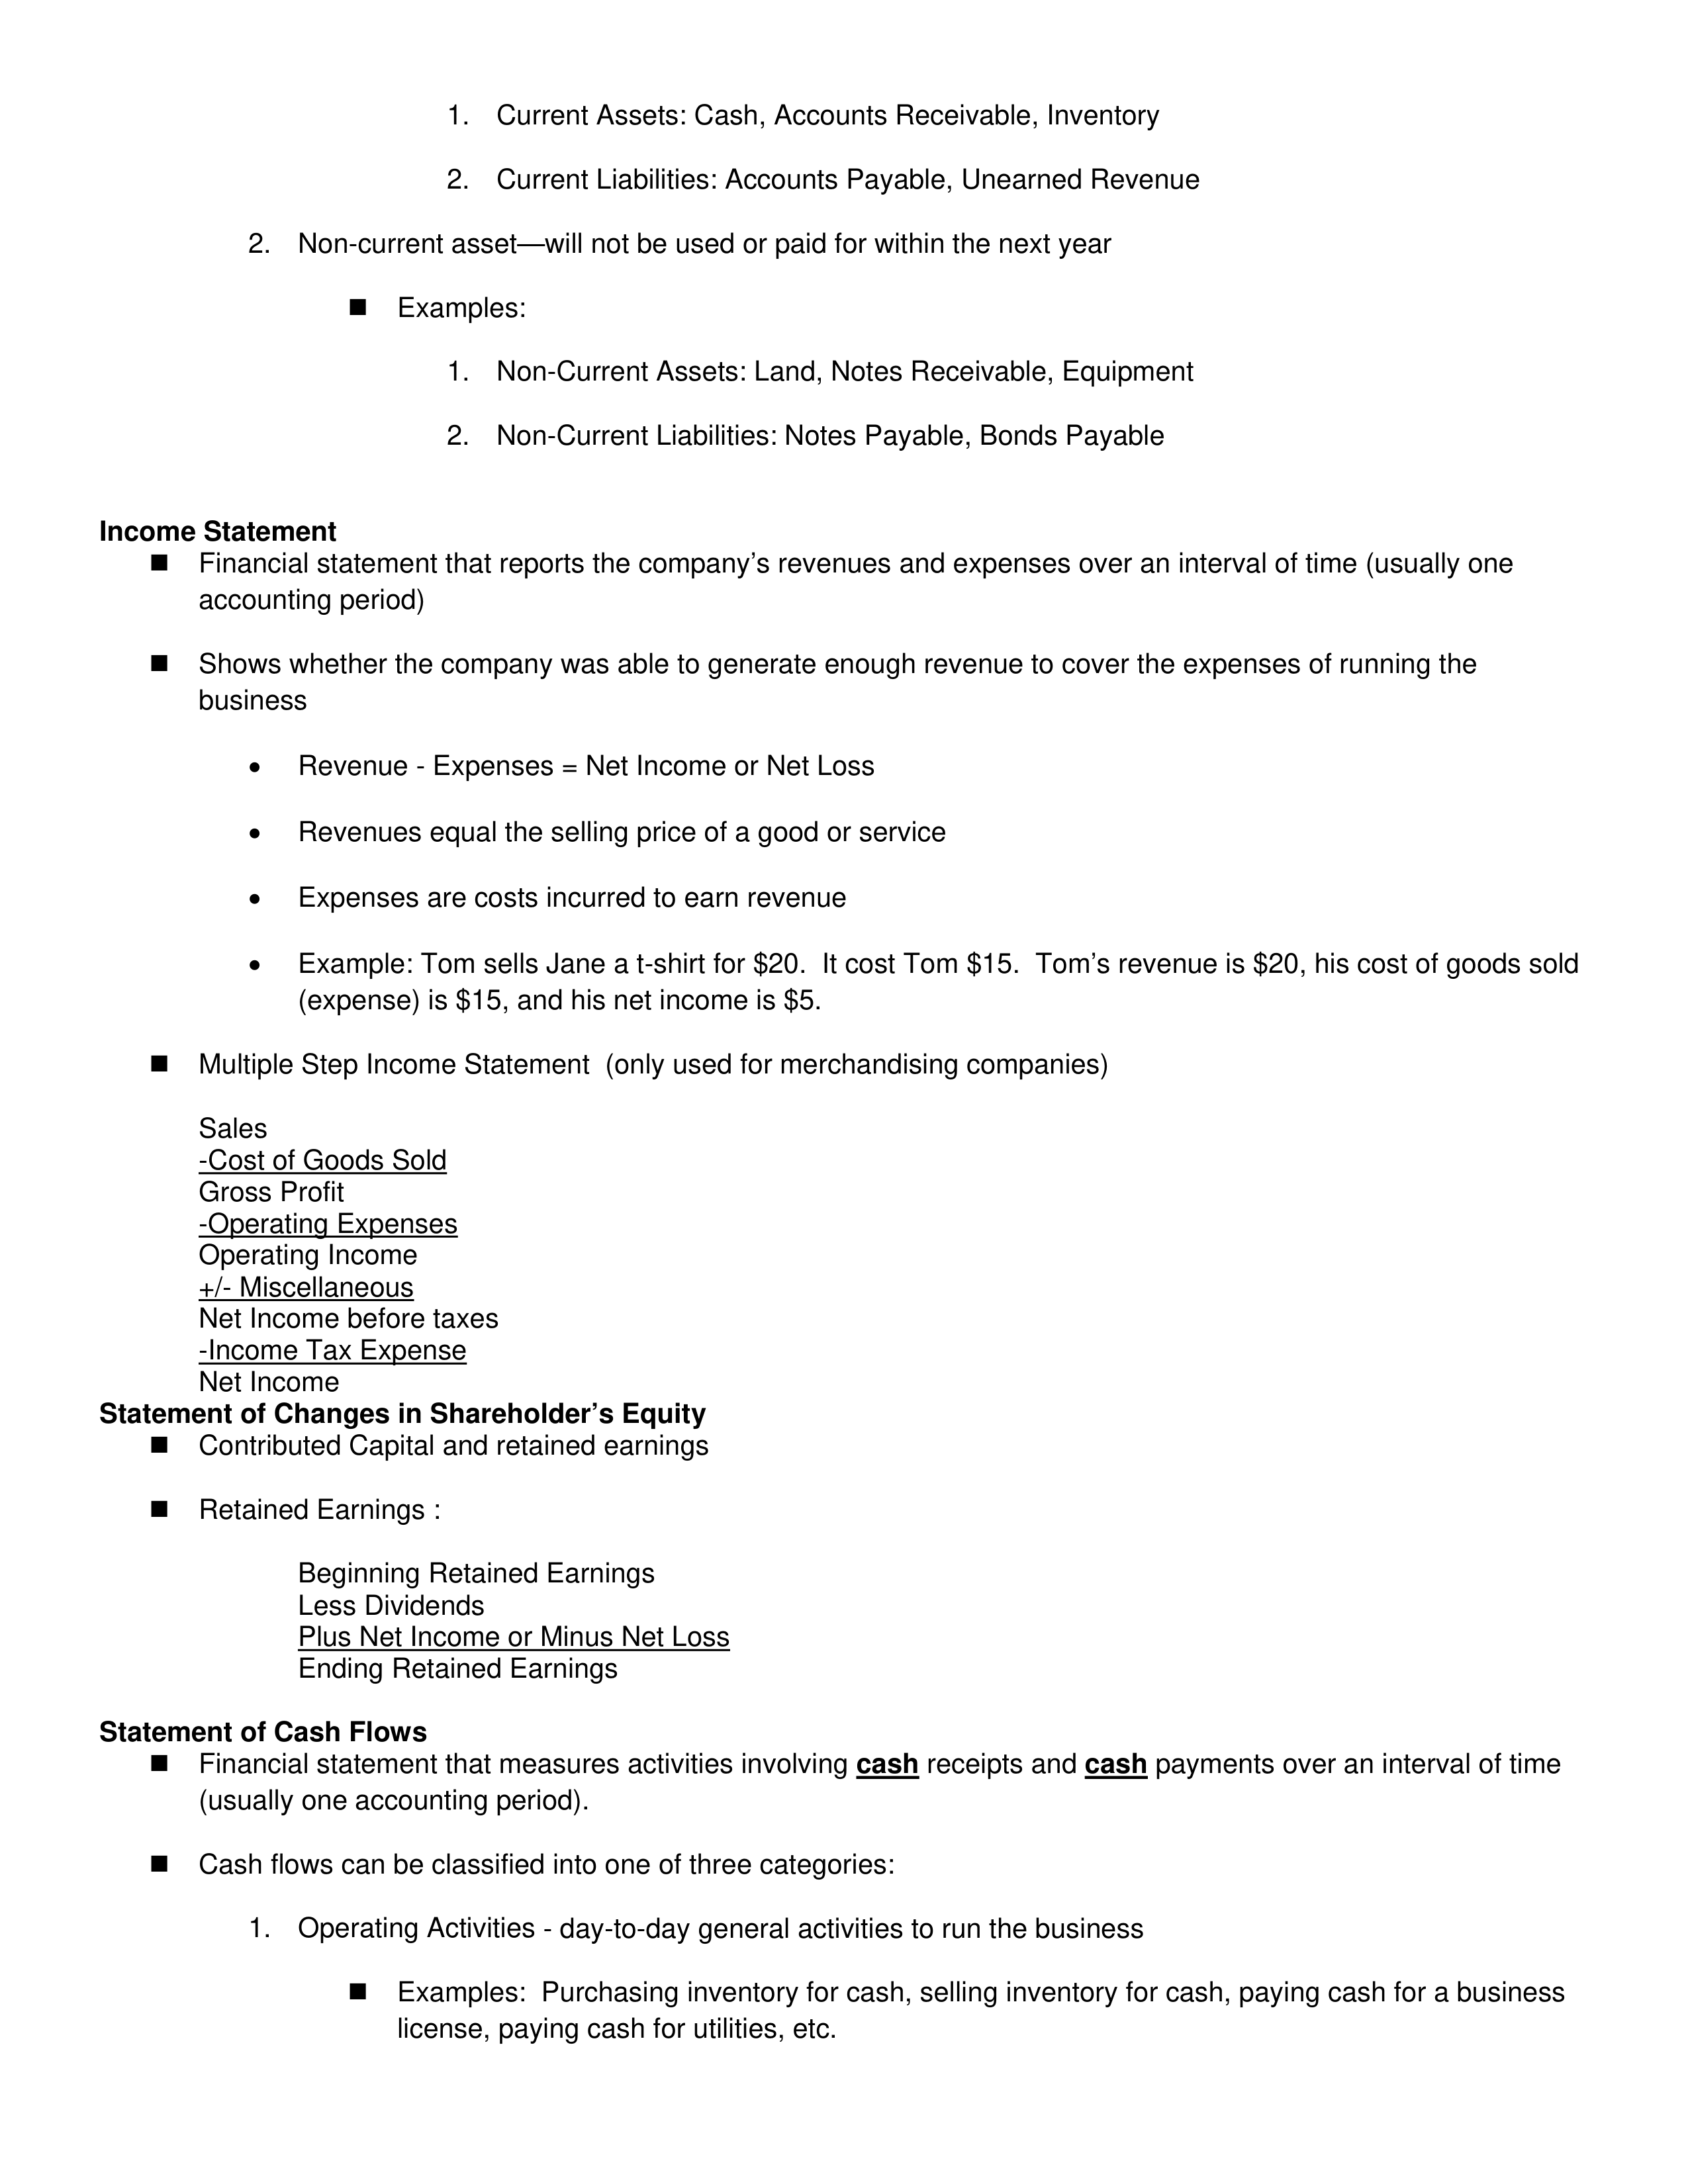 1. Current Assets: Cash, Accounts Receivable, Inventory
2. Current Liabilities: Accounts Payable, Unearned Revenue
2. Non-current asset—will not be used or paid for within the next year
■ Examples:
1. Non-Current Assets: Land, Notes Receivable, Equipment
2. Non-Current Liabilities: Notes Payable, Bonds Payable
Income Statement
■ Financial statement that reports the company’s revenues and expenses over an interval of time (usually one
accounting period)
■ Shows whether the company was able to generate enough revenue to cover the expenses of running the
business
• Revenue - Expenses = Net Income or Net Loss
• Revenues equal the selling price of a good or service
• Expenses are costs incurred to earn revenue
• Example: Tom sells Jane a t-shirt for $20.  It cost Tom $15.  Tom’s revenue is $20, his cost of goods sold
(expense) is $15, and his net income is $5.
■ Multiple Step Income Statement  (only used for merchandising companies)
Sales
-Cost of Goods Sold
Gross Profit
-Operating Expenses
Operating Income
+/- Miscellaneous
Net Income before taxes
-Income Tax Expense
Net Income
Statement of Changes in Shareholder’s Equity
■ Contributed Capital and retained earnings
■ Retained Earnings :
Beginning Retained Earnings
Less Dividends
Plus Net Income or Minus Net Loss
Ending Retained Earnings
Statement of Cash Flows
■ Financial statement that measures activities involving cash receipts and cash payments over an interval of time
(usually one accounting period).
■ Cash flows can be classified into one of three categories:
1. Operating Activities - day-to-day general activities to run the business
■ Examples:  Purchasing inventory for cash, selling inventory for cash, paying cash for a business
license, paying cash for utilities, etc.